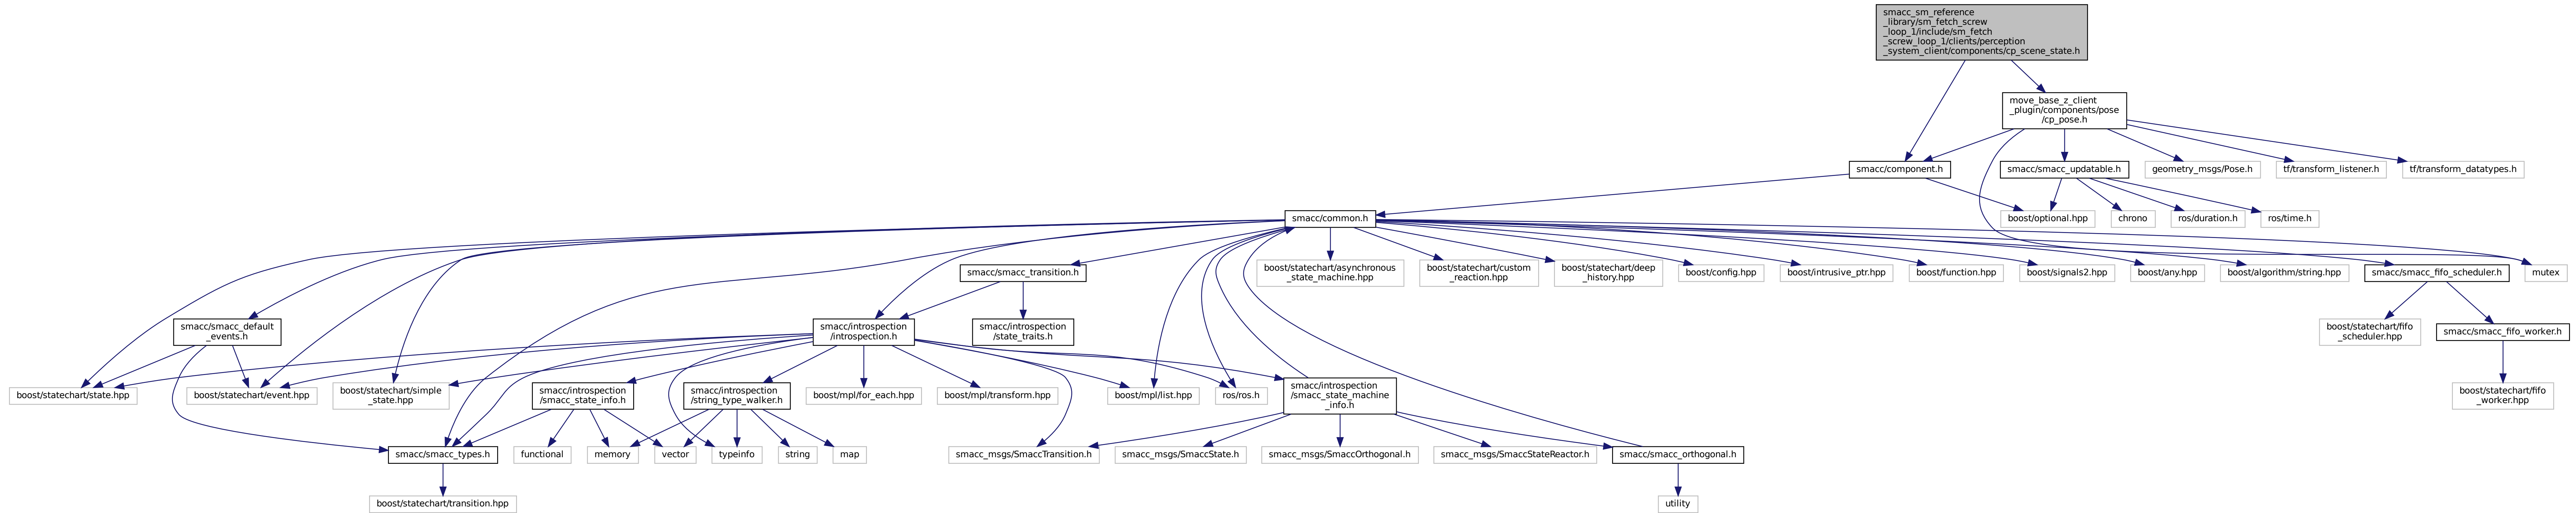 smacc_sm_reference
_library/sm_fetch_screw
_loop_1/include/sm_fetch
_screw_loop_1/clients/perception
_system_client/components/cp_scene_state.h
move_base_z_client
_plugin/components/pose
/cp_pose.h
smacc/component.h
smacc/smacc_updatable.h
geometry_msgs/Pose.h
tf/transform_listener.h
tf/transform_datatypes.h
smacc/common.h
boost/optional.hpp
chrono
ros/duration.h
ros/time.h
smacc/smacc_transition.h
boost/statechart/asynchronous
_state_machine.hpp
boost/statechart/custom
_reaction.hpp
boost/statechart/deep
_history.hpp
boost/config.hpp
boost/intrusive_ptr.hpp
boost/function.hpp
boost/signals2.hpp
boost/any.hpp
boost/algorithm/string.hpp
smacc/smacc_fifo_scheduler.h
mutex
smacc/smacc_default
_events.h
smacc/introspection
/introspection.h
smacc/introspection
/state_traits.h
boost/statechart/fifo
_scheduler.hpp
smacc/smacc_fifo_worker.h
boost/statechart/state.hpp
boost/statechart/event.hpp
boost/statechart/simple
_state.hpp
smacc/introspection
/smacc_state_info.h
smacc/introspection
/string_type_walker.h
boost/mpl/for_each.hpp
boost/mpl/transform.hpp
boost/mpl/list.hpp
ros/ros.h
smacc/introspection
/smacc_state_machine
_info.h
boost/statechart/fifo
_worker.hpp
smacc/smacc_types.h
functional
memory
vector
typeinfo
string
map
smacc_msgs/SmaccTransition.h
smacc_msgs/SmaccState.h
smacc_msgs/SmaccOrthogonal.h
smacc_msgs/SmaccStateReactor.h
smacc/smacc_orthogonal.h
boost/statechart/transition.hpp
utility